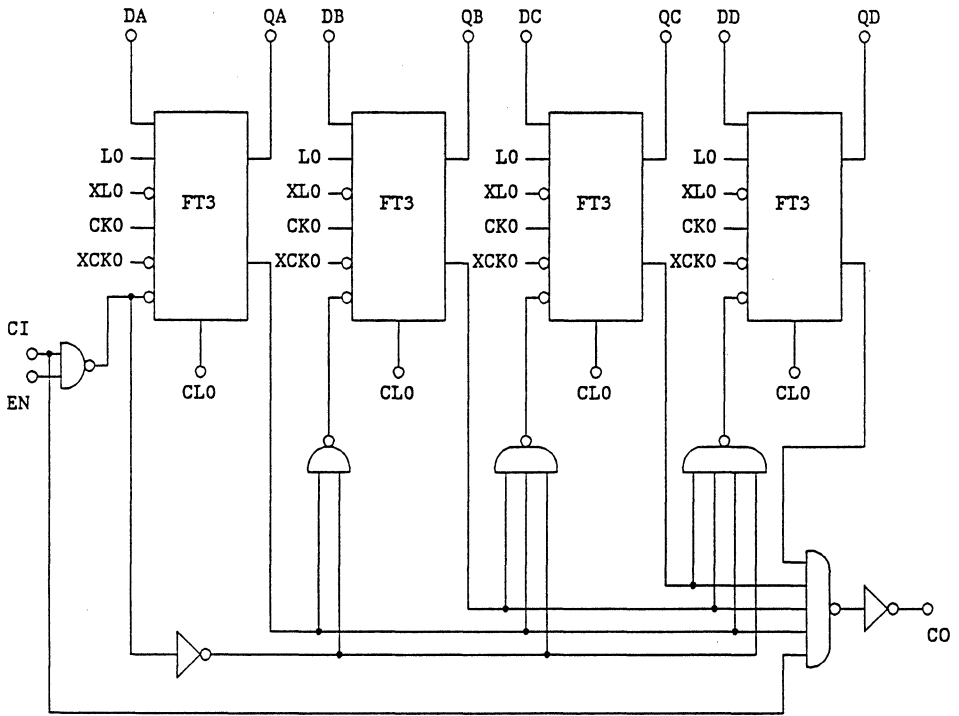 DA QA DB QB DC QC DD QD
L0 L0 L0 L0
XL0 XL0 XL0 XL0
FT3 FT3 FT3 FT3
CK0 CK0 CK0 CK0
XCK0 XCK0 XCK0 XCK0
CI
EN
CL0 CL0 CL0 CL0
CO